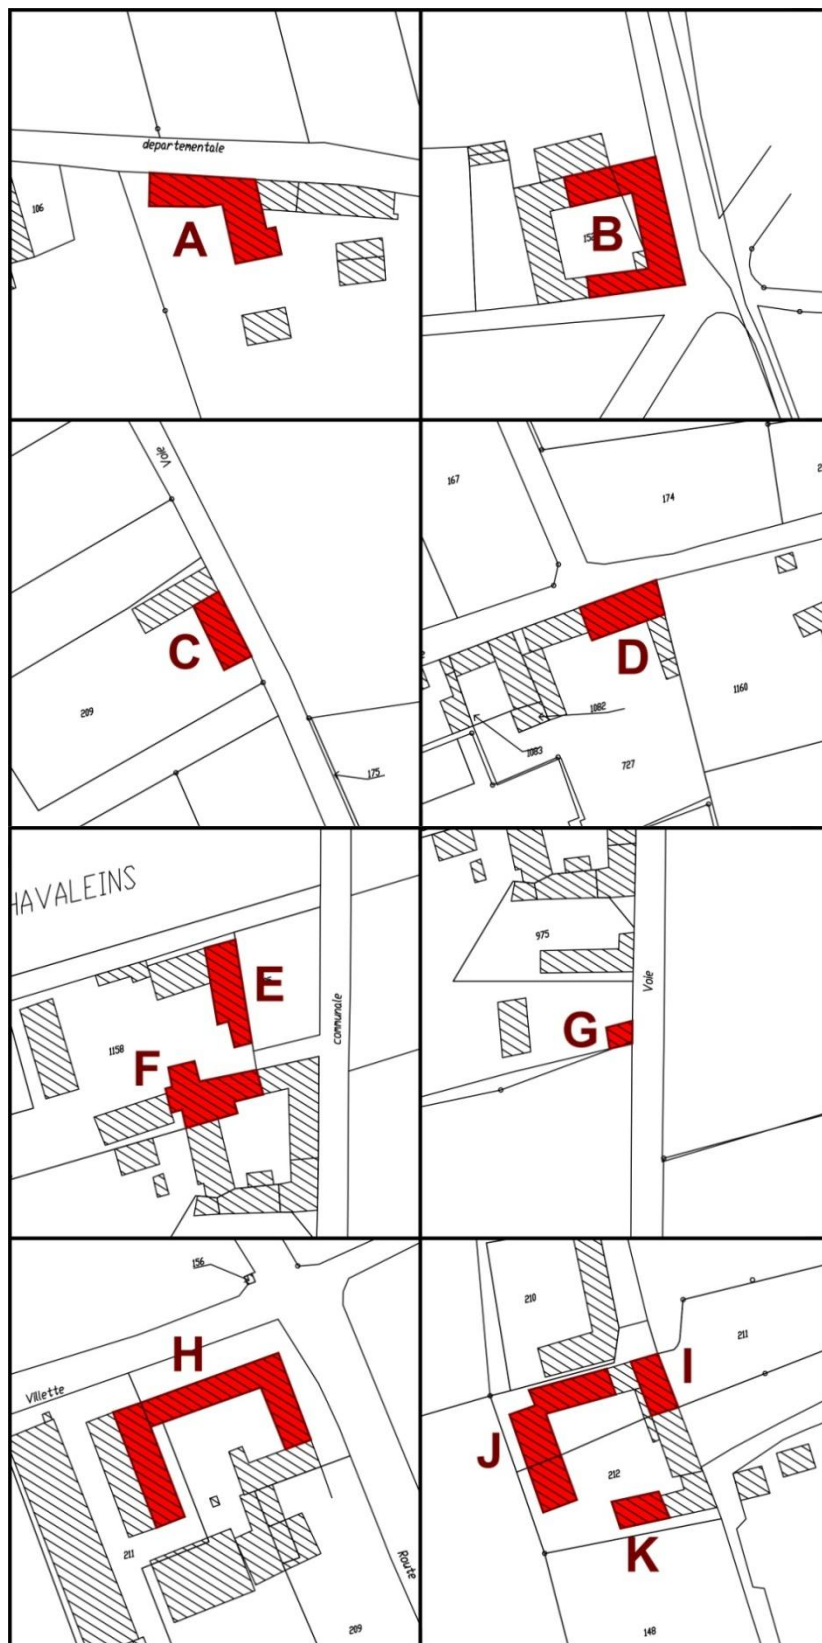 departementale
106
A
B
Voie
C
209
175
167
174
D
1160
1082
1083
727
HAVALEINS
E
communale
1158
F
975
Voie
G
156
H
Villette
211
Route
209
210
I
211
J
212
K
148